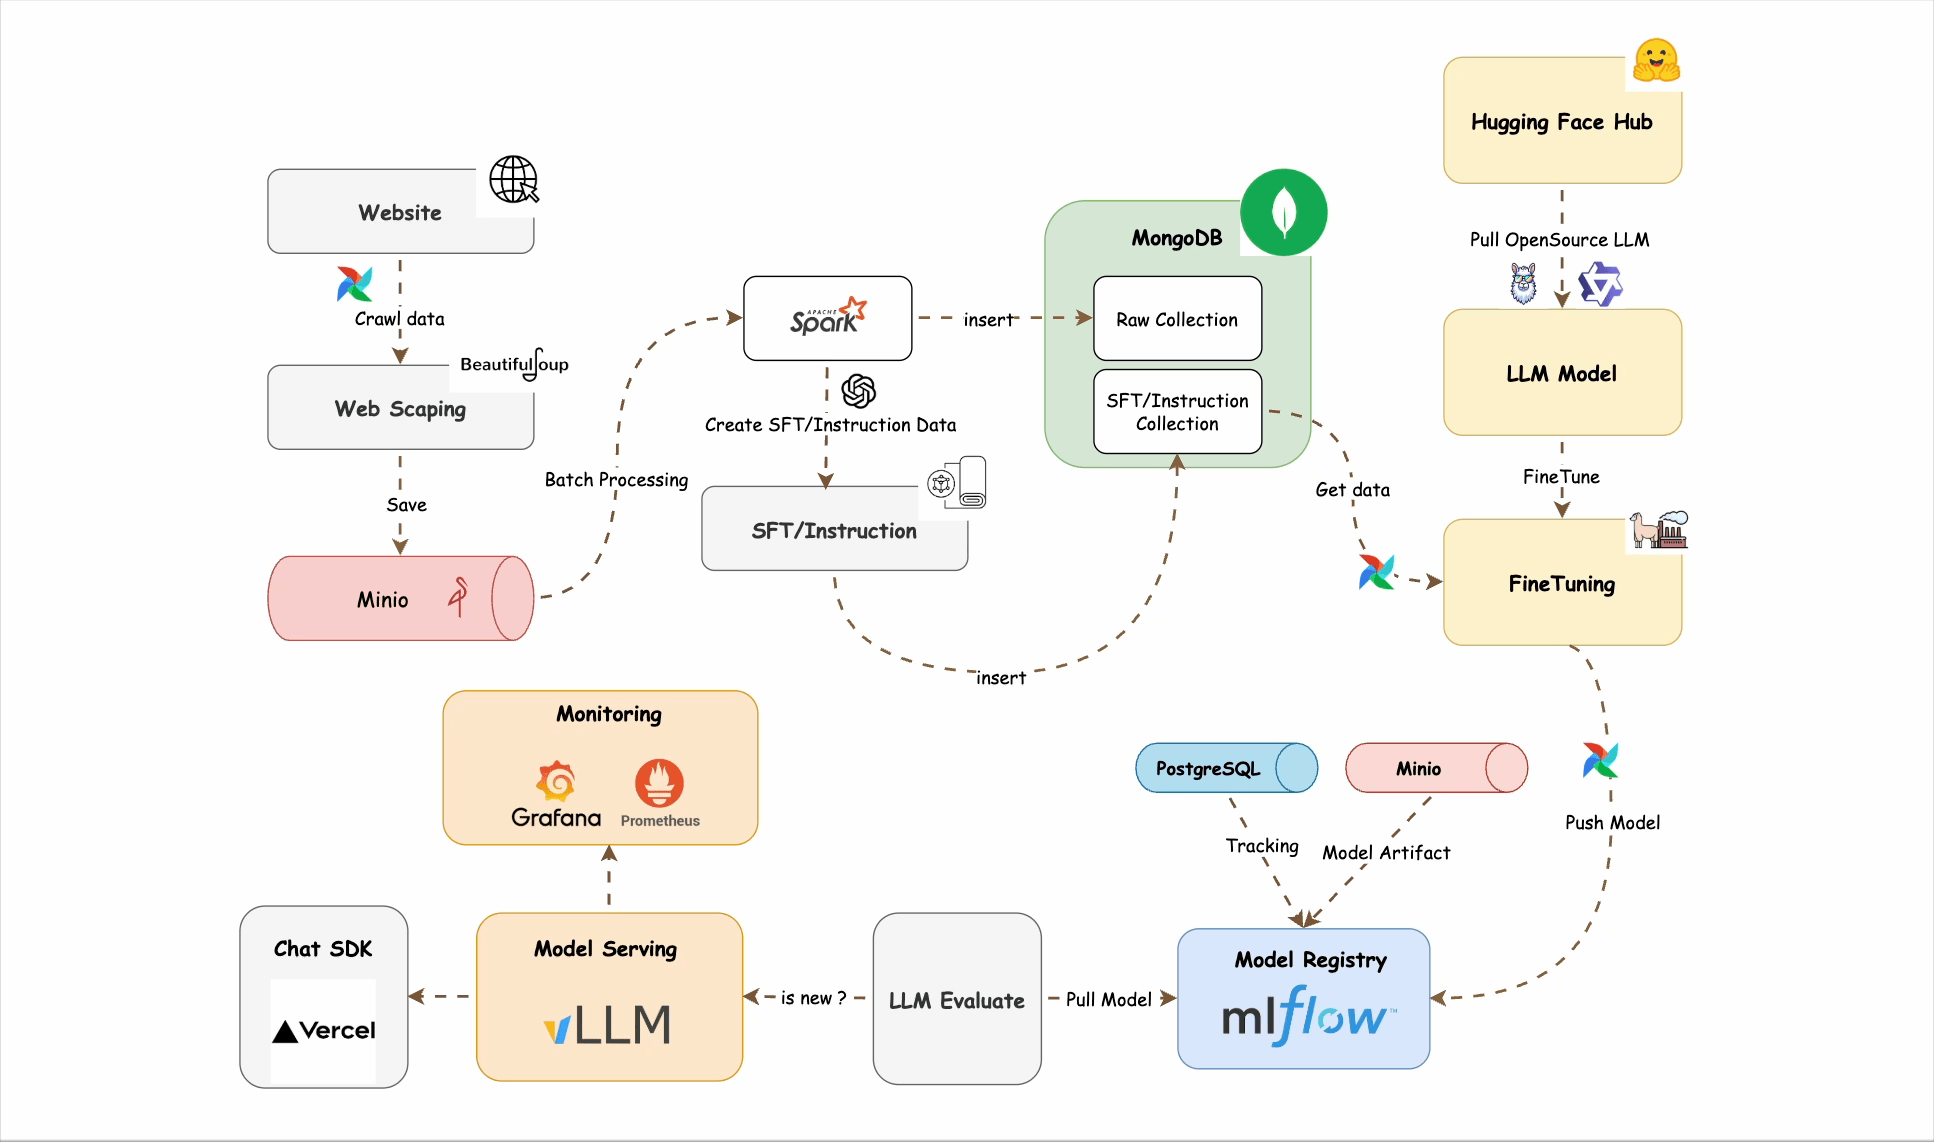 Hugging Face Hub
Pull OpenSource LLM
LLM Model
FineTune
FineTuning
Website
Crawl data
BeautifulSoup
Web Scaping
Save
Minio
Batch Processing
APACHE
Spark
insert
Create SFT/Instruction Data
SFT/Instruction
insert
MongoDB
Raw Collection
SFT/Instruction
Collection
Get data
Monitoring
Grafana
Prometheus
PostgreSQL
Minio
Tracking
Model Artifact
Push Model
Chat SDK
Vercel
Model Serving
vLLM
is new ?
LLM Evaluate
Pull Model
Model Registry
mlflow™